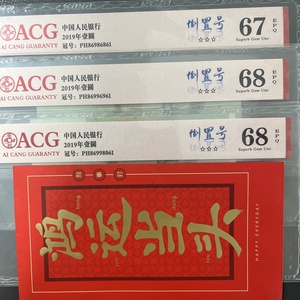 ACG
AI CANG GUARANTY
中国人民银行
2019年壹圆
冠号：PH86986861
倒置号
☆☆☆
67
EPQ
Superb Gem Unc
ACG
AI CANG GUARANTY
中国人民银行
2019年壹圆
冠号：PH86996961
倒置号
☆☆☆
68
EPQ
Superb Gem Unc
ACG
AI CANG GUARANTY
中国人民银行
2019年壹圆
冠号：PH86998061
倒置号
☆☆☆
68
EPQ
Superb Gem Unc
鸿运当头
HAPPY EVERYDAY